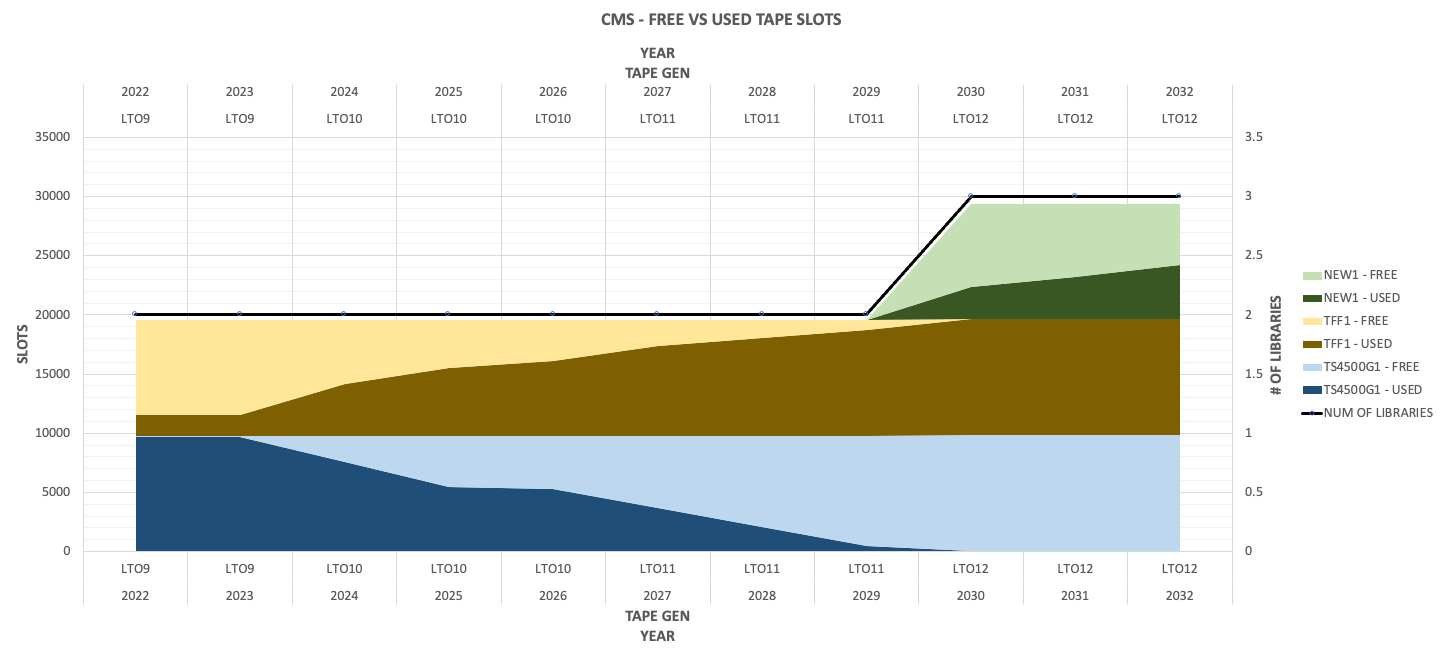 CMS - FREE VS USED TAPE SLOTS
YEAR
TAPE GEN
2022 2023 2024 2025 2026 2027 2028 2029 2030 2031 2032
LTO9 LTO9 LTO10 LTO10 LTO10 LTO11 LTO11 LTO11 LTO12 LTO12 LTO12
35000 3.5
30000 3
25000 2.5
20000 2
15000 1.5
10000 1
5000 0.5
0 0
SLOTS
# OF LIBRARIES
NEW1 - FREE
NEW1 - USED
TFF1 - FREE
TFF1 - USED
TS4500G1 - FREE
TS4500G1 - USED
NUM OF LIBRARIES
LTO9 LTO9 LTO10 LTO10 LTO10 LTO11 LTO11 LTO11 LTO12 LTO12 LTO12
2022 2023 2024 2025 2026 2027 2028 2029 2030 2031 2032
TAPE GEN
YEAR